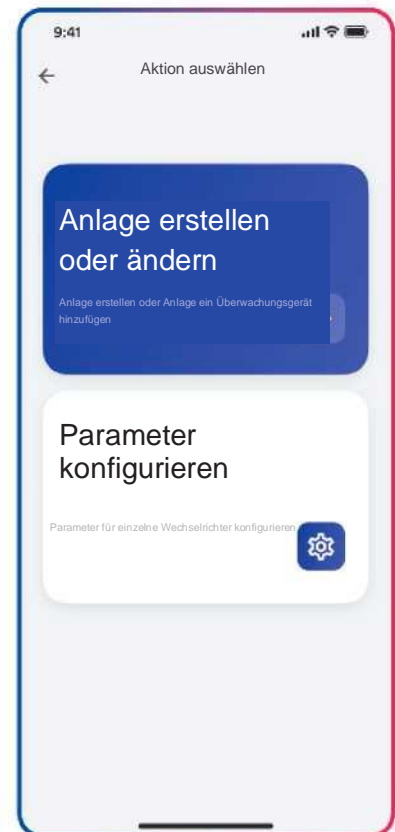 9:41
Aktion auswählen
Anlage erstellen
oder ändern
Anlage erstellen oder Anlage ein Überwachungsgerät
hinzufügen
Parameter
konfigurieren
Parameter für einzelne Wechselrichter konfigurieren